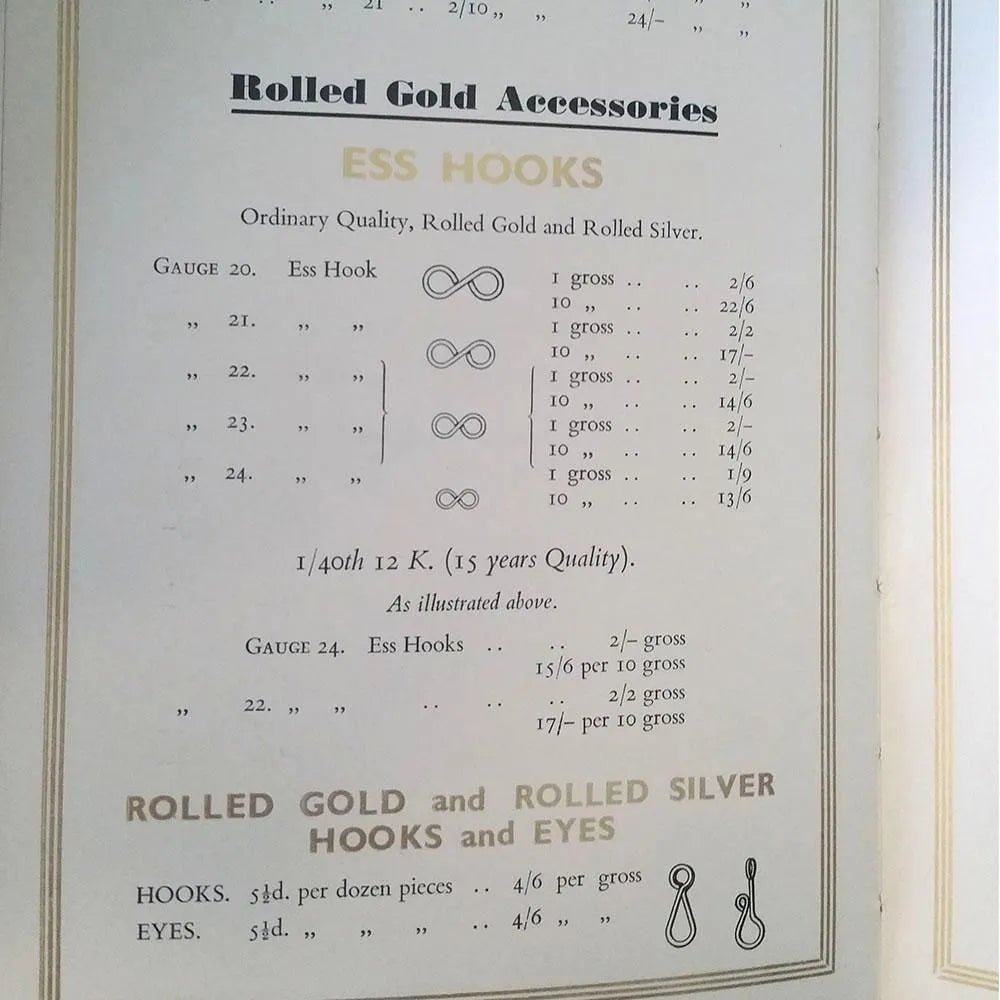 „ 21 .. 2/10 „ „ 24/– „ „
Rolled Gold Accessories
ESS HOOKS
Ordinary Quality, Rolled Gold and Rolled Silver.
GAUGE 20. Ess Hook 1 gross .. .. 2/6
10 „ .. .. 22/6
„ 21. „ „ 1 gross .. .. 2/2
10 „ .. .. 17/–
„ 22. „ „ 1 gross .. .. 2/–
10 „ .. .. 14/6
„ 23. „ „ 1 gross .. .. 2/–
10 „ .. .. 14/6
„ 24. „ „ 1 gross .. .. 1/9
10 „ .. .. 13/6
1/40th 12 K. (15 years Quality).
As illustrated above.
GAUGE 24. Ess Hooks .. .. 2/– gross
15/6 per 10 gross
„ 22. „ „ .. .. .. 2/2 gross
17/– per 10 gross
ROLLED GOLD and ROLLED SILVER
HOOKS and EYES
HOOKS. 5½d. per dozen pieces .. 4/6 per gross
EYES. 5½d. „ „ „ .. 4/6 „ „